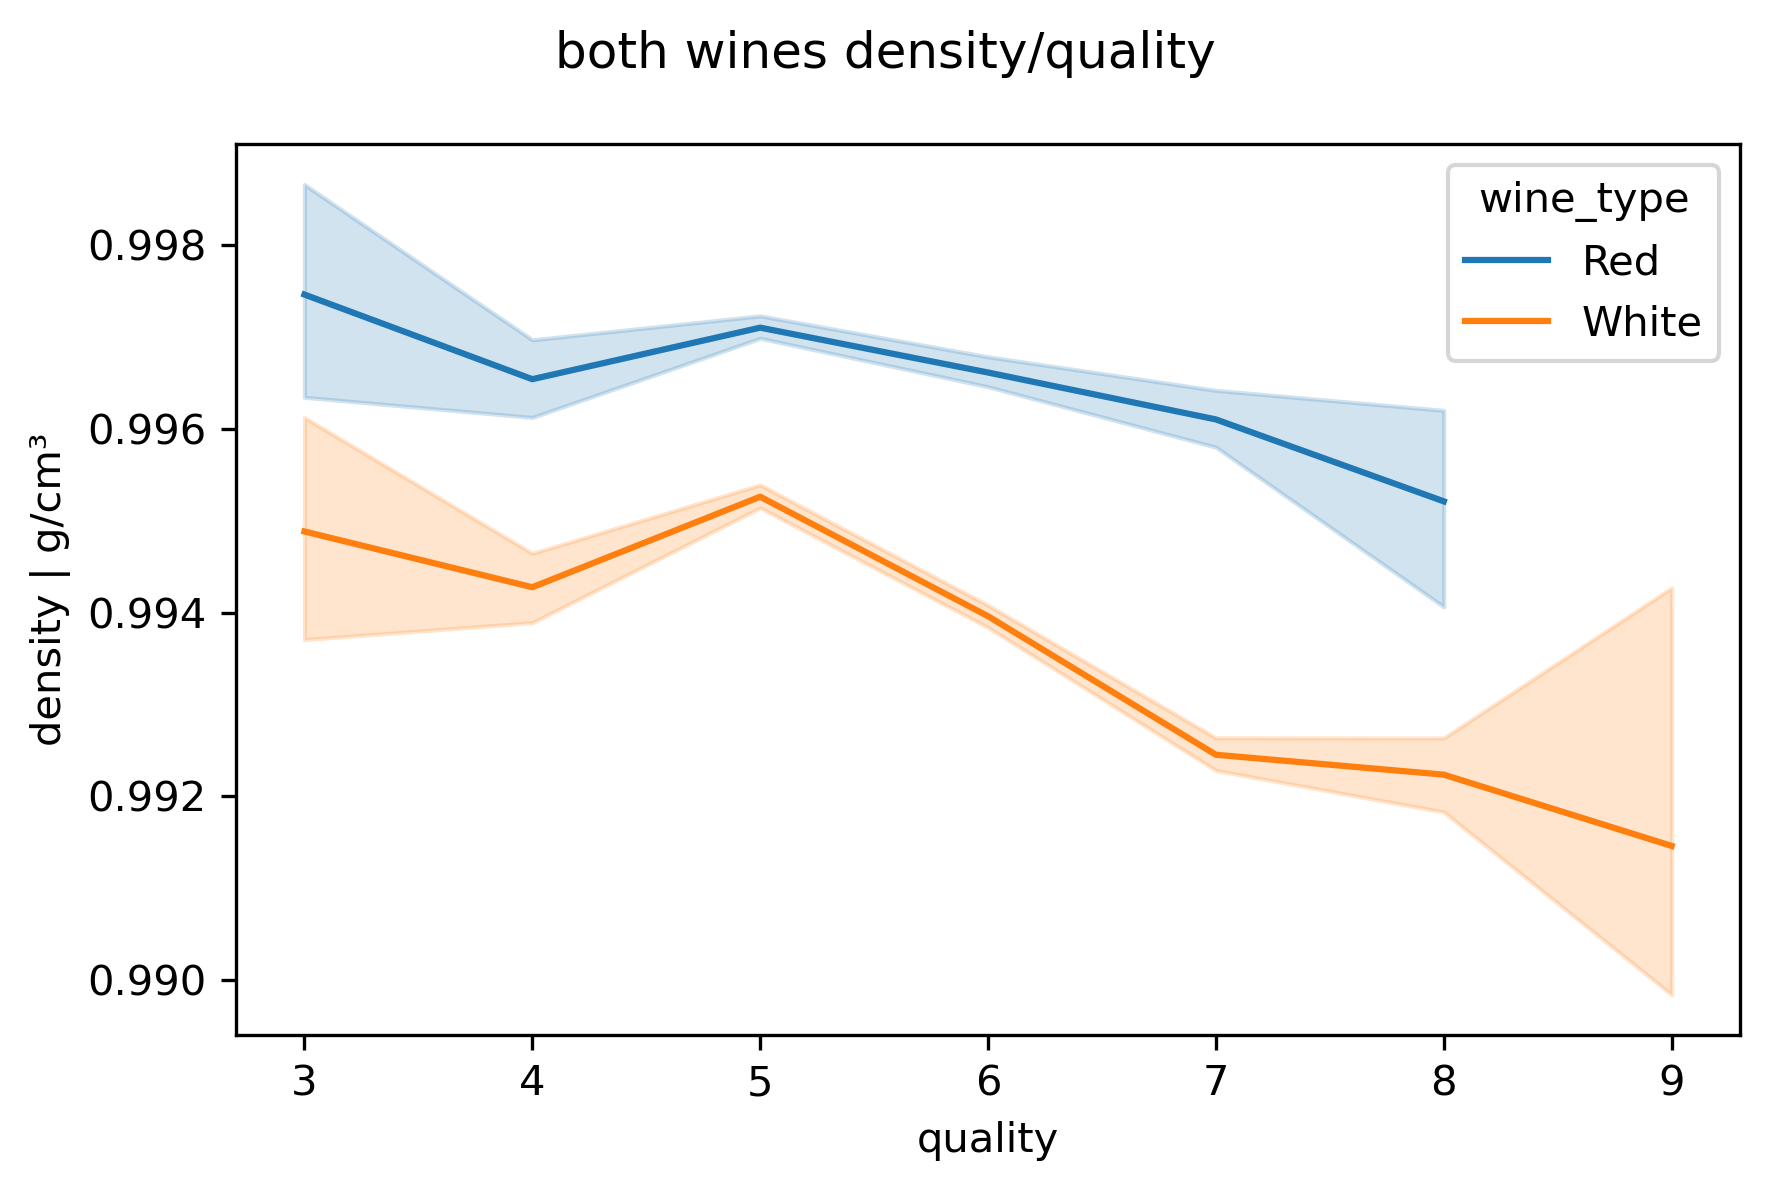 both wines density/quality
wine_type
Red
White
density | g/cm³
0.998
0.996
0.994
0.992
0.990
3 4 5 6 7 8 9
quality